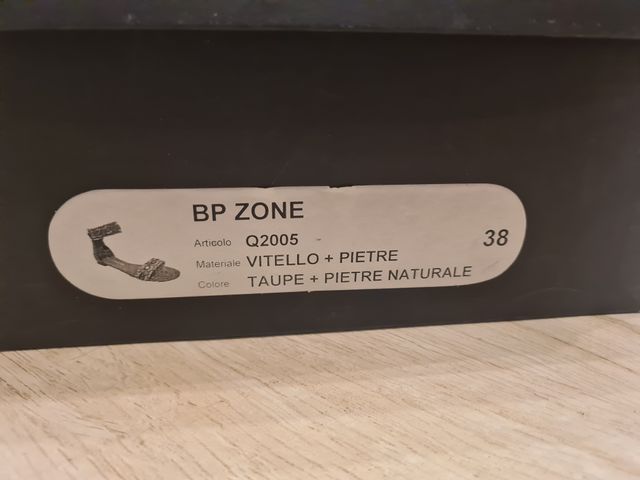 BP ZONE
Articolo Q2005 -
38
Materiale VITELLO + PIETRE
Colore TAUPE + PIETRE NATURALE